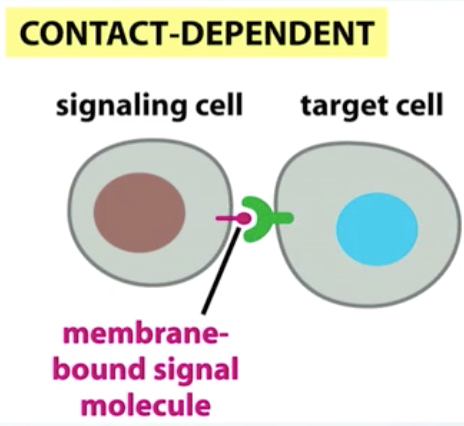 CONTACT-DEPENDENT
signaling cell target cell
membrane-
bound signal
molecule